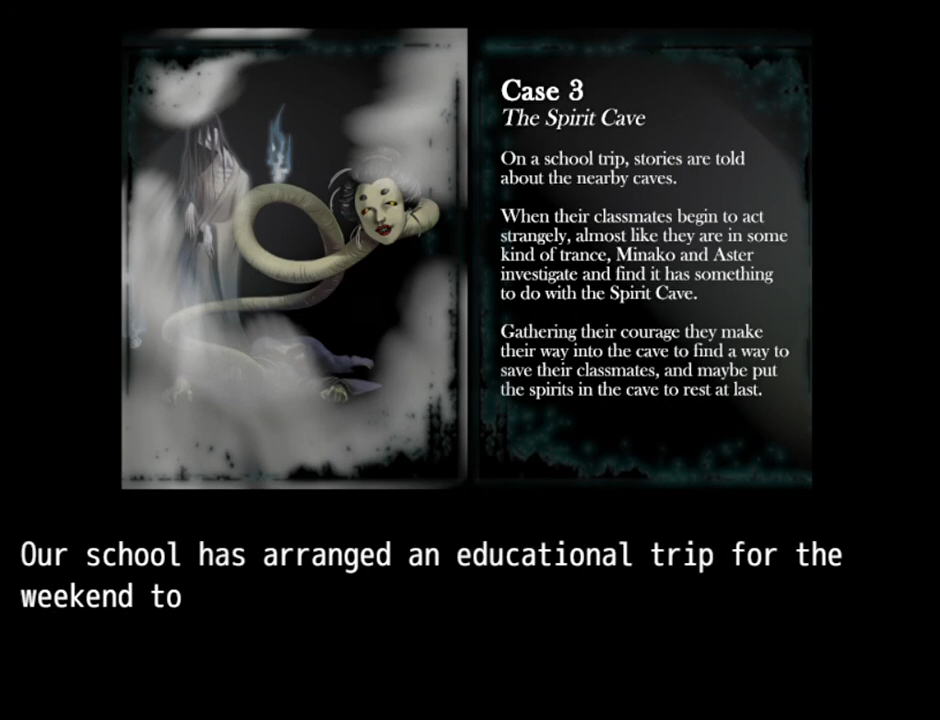 Case 3
The Spirit Cave
On a school trip, stories are told
about the nearby caves.
When their classmates begin to act
strangely, almost like they are in some
kind of trance, Minako and Aster
investigate and find it has something
to do with the Spirit Cave.
Gathering their courage they make
their way into the cave to find a way to
save their classmates, and maybe put
the spirits in the cave to rest at last.
Our school has arranged an educational trip for the
weekend to